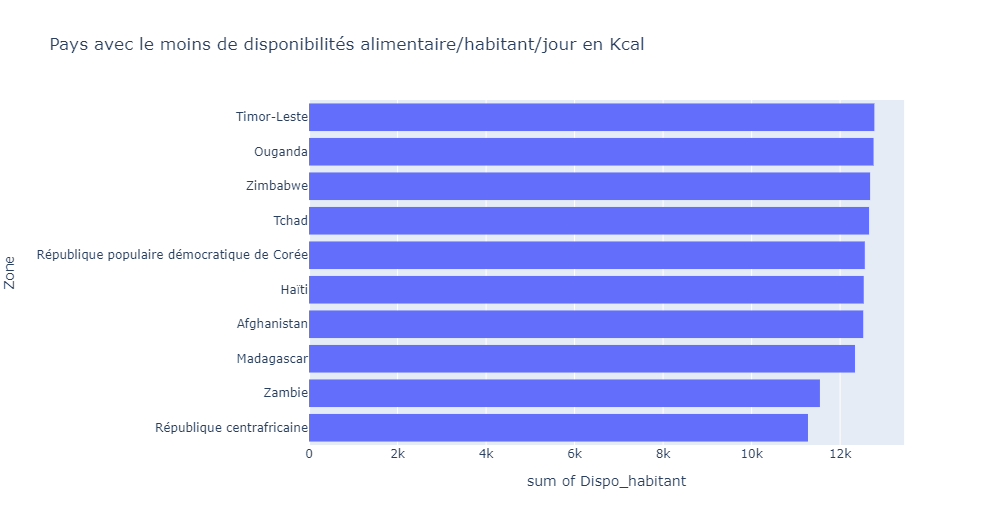 Pays avec le moins de disponibilités alimentaire/habitant/jour en Kcal
Zone
Timor-Leste
Ouganda
Zimbabwe
Tchad
République populaire démocratique de Corée
Haïti
Afghanistan
Madagascar
Zambie
République centrafricaine
0 2k 4k 6k 8k 10k 12k
sum of Dispo_habitant